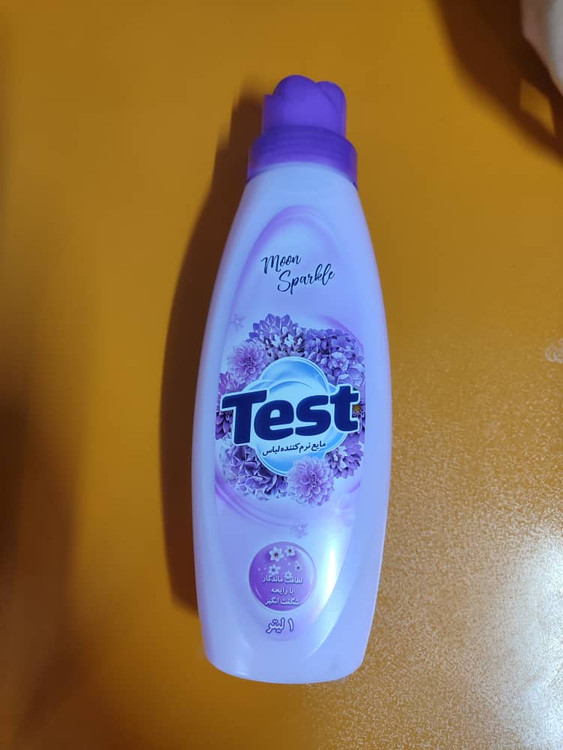 Moon
Sparkle
Test
مایع نرم کننده لباس
لطافت ماندگار
با رایحه
شگفت انگیز
۱ لیتر